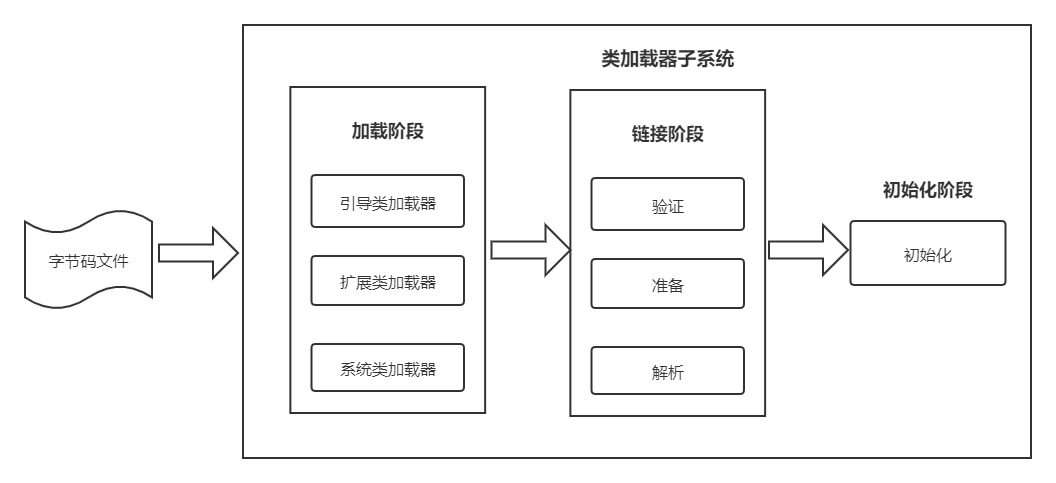 类加载器子系统
加载阶段
引导类加载器
扩展类加载器
系统类加载器
链接阶段
验证
准备
解析
初始化阶段
初始化
字节码文件